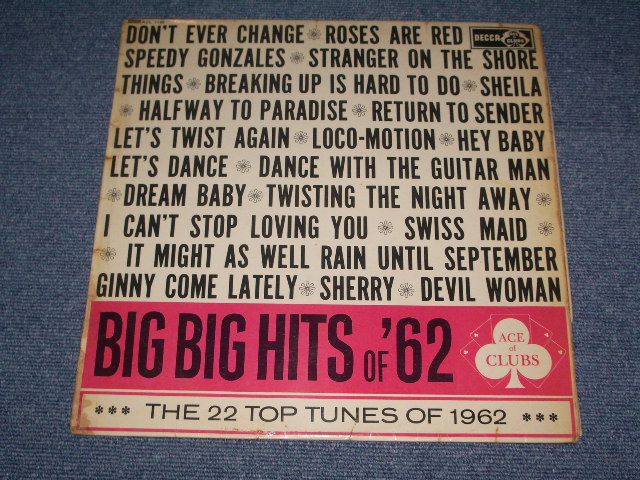 DON'T EVER CHANGE ROSES ARE RED DECCA
SPEEDY GONZALES STRANGER ON THE SHORE
THINGS BREAKING UP IS HARD TO DO SHEILA
HALFWAY TO PARADISE RETURN TO SENDER
LET'S TWIST AGAIN LOCO-MOTION HEY BABY
LET'S DANCE DANCE WITH THE GUITAR MAN
DREAM BABY TWISTING THE NIGHT AWAY
I CAN'T STOP LOVING YOU SWISS MAID
IT MIGHT AS WELL RAIN UNTIL SEPTEMBER
GINNY COME LATELY SHERRY DEVIL WOMAN
BIG BIG HITS OF '62
ACE
of
CLUBS
*** THE 22 TOP TUNES OF 1962 ***